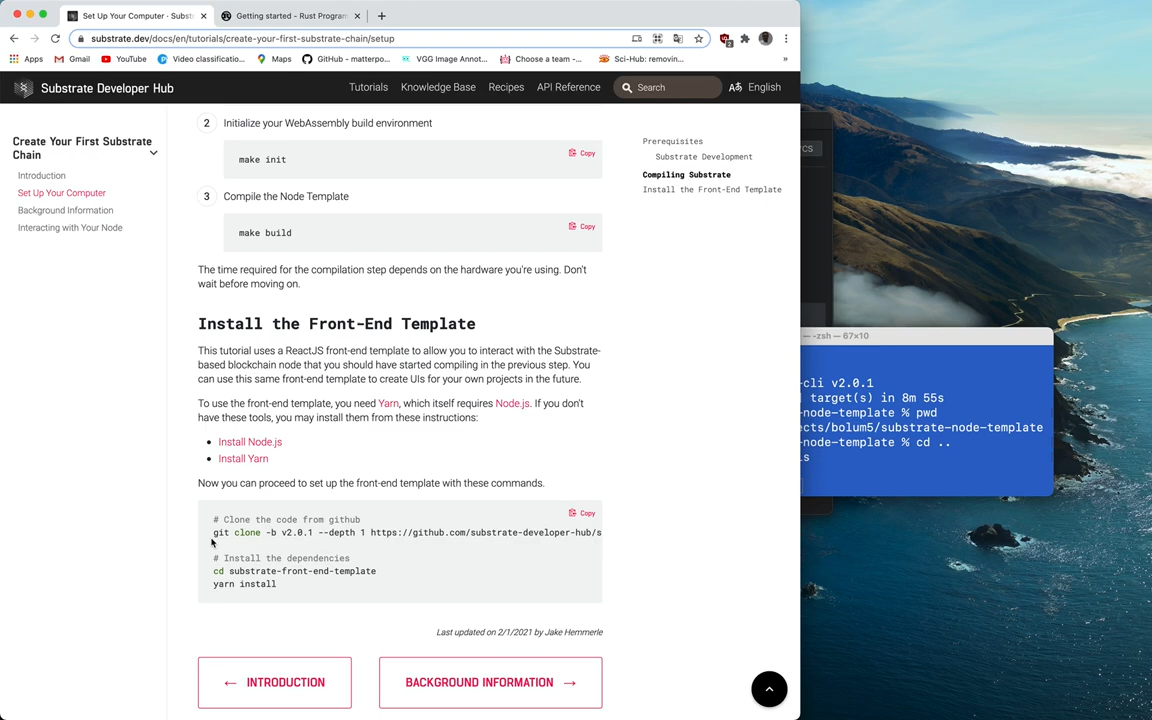 Set Up Your Computer · Substr
Getting started - Rust Program
substrate.dev/docs/en/tutorials/create-your-first-substrate-chain/setup
2
Apps
Gmail
YouTube
Video classificatio...
Maps
GitHub - matterpo...
VGG Image Annot...
Choose a team -...
Sci-Hub: removin...
»
Substrate Developer Hub
Tutorials
Knowledge Base
Recipes
API Reference
Search
English
Create Your First Substrate
Chain
Introduction
Set Up Your Computer
Background Information
Interacting with Your Node
2 Initialize your WebAssembly build environment
make init
Copy
3 Compile the Node Template
make build
Copy
The time required for the compilation step depends on the hardware you're using. Don't
wait before moving on.
Install the Front-End Template
This tutorial uses a ReactJS front-end template to allow you to interact with the Substrate-
based blockchain node that you should have started compiling in the previous step. You
can use this same front-end template to create UIs for your own projects in the future.
To use the front-end template, you need Yarn, which itself requires Node.js. If you don't
have these tools, you may install them from these instructions:
Install Node.js
Install Yarn
Now you can proceed to set up the front-end template with these commands.
Copy
# Clone the code from github
git clone -b v2.0.1 --depth 1 https://github.com/substrate-developer-hub/s
# Install the dependencies
cd substrate-front-end-template
yarn install
Last updated on 2/1/2021 by Jake Hemmerle
← INTRODUCTION
BACKGROUND INFORMATION →
Prerequisites
Substrate Development
Compiling Substrate
Install the Front-End Template
— -zsh — 67×10
-cli v2.0.1
] target(s) in 8m 55s
-node-template % pwd
ects/bolum5/substrate-node-template
-node-template % cd ..
ls